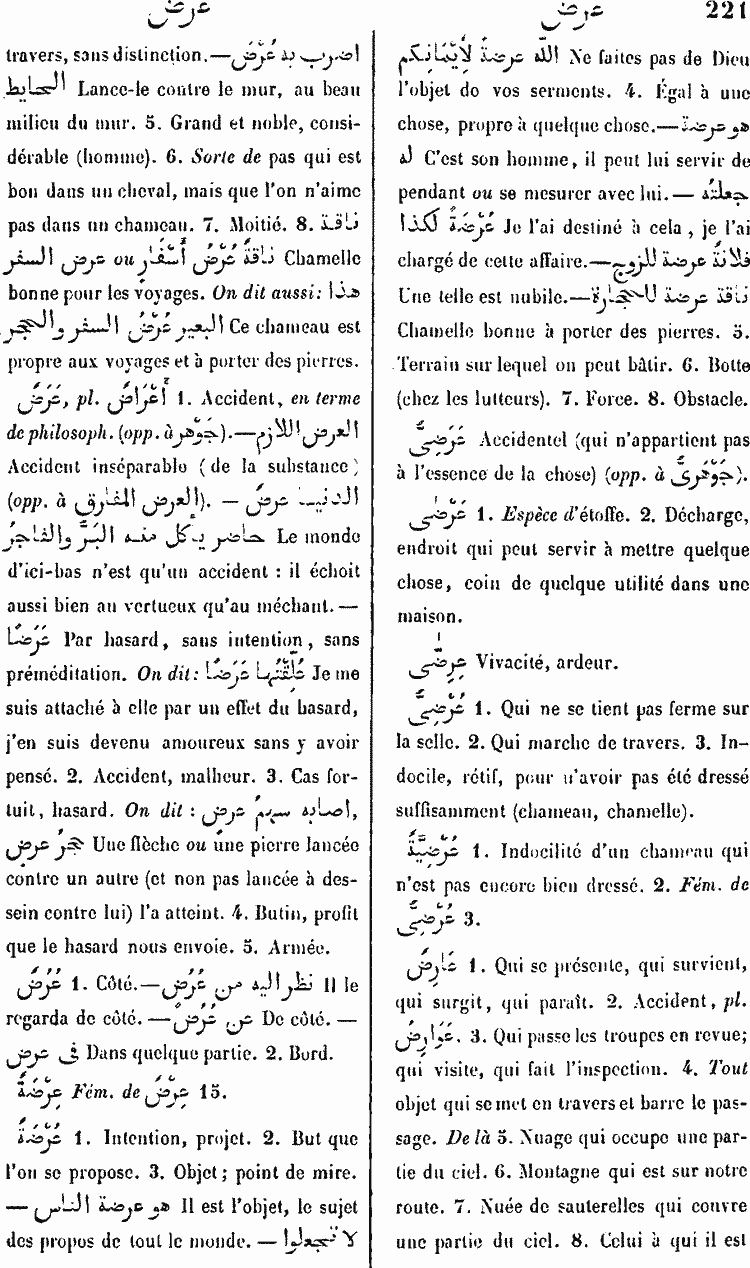 عرض
عرض
221
travers, sans distinction.—اضرب به عُرْضَ
الحايط Lance-le contre le mur, au beau
milieu du mur. 5. Grand et noble, consi-
dérable (homme). 6. Sorte de pas qui est
bon dans un cheval, mais que l'on n'aime
pas dans un chameau. 7. Moitié. 8. ناقة
ناقةُ عُرْضُ أَسْفَار ou عرض السفر Chamelle
bonne pour les voyages. On dit aussi: هذا
البعير عُرْضُ السفر والحجر Ce chameau est
propre aux voyages et à porter des pierres.
عَرَضٌ, pl. أَعْرَاضٌ 1. Accident, en terme
de philosoph. (opp. à جَوْهر).—العرض اللازم
Accident inséparable (de la substance)
(opp. à العرض المفارق). — الدنيا عرضٌ
حاضر ياكل منه البَرُّ والفاجرُ Le monde
d'ici-bas n'est qu'un accident : il échoit
aussi bien au vertueux qu'au méchant. —
عَرَضًا Par hasard, sans intention, sans
préméditation. On dit: عُلِّقْتُها عَرَضًا Je me
suis attaché à elle par un effet du hasard,
j'en suis devenu amoureux sans y avoir
pensé. 2. Accident, malheur. 3. Cas for-
tuit, hasard. On dit : اصابه سهمُ عرض,
حجرُ عرض Une flèche ou une pierre lancée
contre un autre (et non pas lancée à des-
sein contre lui) l'a atteint. 4. Butin, profit
que le hasard nous envoie. 5. Armée.
عُرُضٌ 1. Côté.—نظر اليه من عُرُضٍ Il le
regarda de côté. —عن عُرُضٍ De côté. —
فى عرض Dans quelque partie. 2. Bord.
عِرْضَةٌ Fém. de عِرْضٌ 15.
عُرْضَةٌ 1. Intention, projet. 2. But que
l'on se propose. 3. Objet; point de mire.
— هو عرضة الناس Il est l'objet, le sujet
des propos de tout le monde. — لا تجعلوا
اللّه عرضةً لِأَيْمَانِكم Ne faites pas de Dieu
l'objet de vos serments. 4. Égal à une
chose, propre à quelque chose.—هو عرضة
له C'est son homme, il peut lui servir de
pendant ou se mesurer avec lui.— جعلتُه
عُرْضَةً لكذا Je l'ai destiné à cela, je l'ai
chargé de cette affaire.—فلانة عرضة للزوج
Une telle est nubile.—ناقة عرضة للحجارة
Chamelle bonne à porter des pierres. 5.
Terrain sur lequel on peut bâtir. 6. Botte
(chez les lutteurs). 7. Force. 8. Obstacle.
عَرَضِىٌّ Accidentel (qui n'appartient pas
à l'essence de la chose) (opp. à جَوْهَرِىٌّ).
عَرْضِى 1. Espèce d'étoffe. 2. Décharge,
endroit qui peut servir à mettre quelque
chose, coin de quelque utilité dans une
maison.
عِرِضَّى Vivacité, ardeur.
عُرْضِىٌّ 1. Qui ne se tient pas ferme sur
la selle. 2. Qui marche de travers. 3. In-
docile, rétif, pour n'avoir pas été dressé
suffisamment (chameau, chamelle).
عُرْضِيَّةٌ 1. Indocilité d'un chameau qui
n'est pas encore bien dressé. 2. Fém. de
عُرْضِىٌّ 3.
عَارِضٌ 1. Qui se présente, qui survient,
qui surgit, qui paraît. 2. Accident, pl.
عَوَارِضُ. 3. Qui passe les troupes en revue;
qui visite, qui fait l'inspection. 4. Tout
objet qui se met en travers et barre le pas-
sage. De là 5. Nuage qui occupe une par-
tie du ciel. 6. Montagne qui est sur notre
route. 7. Nuée de sauterelles qui couvre
une partie du ciel. 8. Celui à qui il est